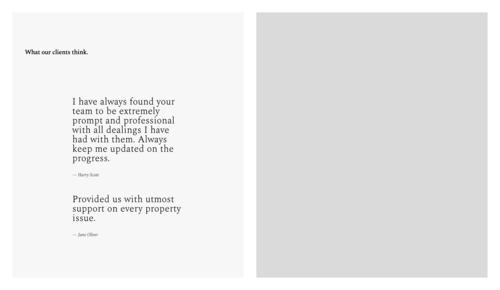 What our clients think.
I have always found your
team to be extremely
prompt and professional
with all dealings I have
had with them. Always
keep me updated on the
progress.
— Harry Scott
Provided us with utmost
support on every property
issue.
— Jane Oliver